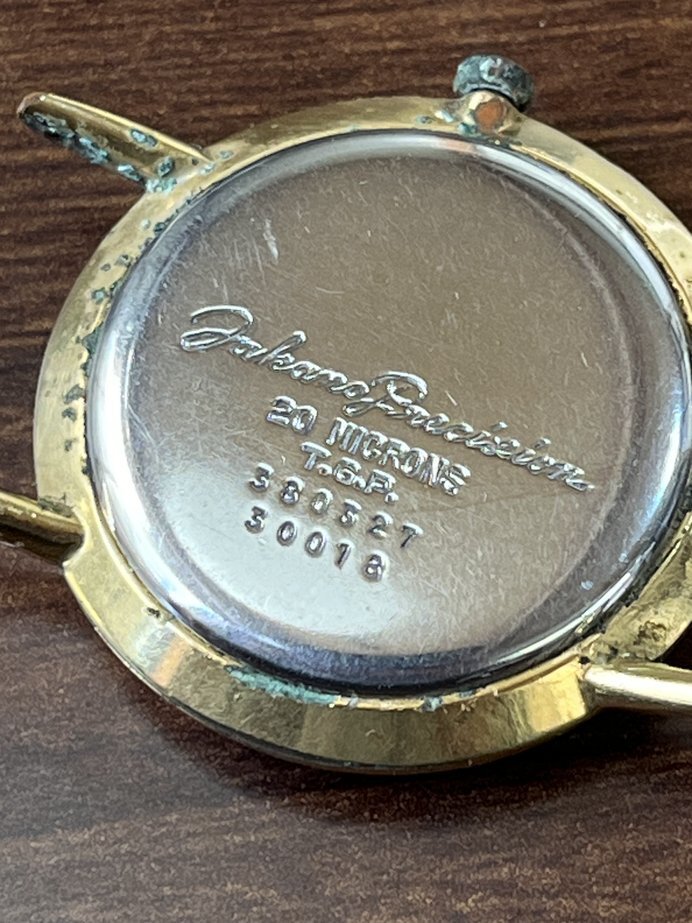 Takano Precision
20 MICRONS
T.G.P.
380327
30018